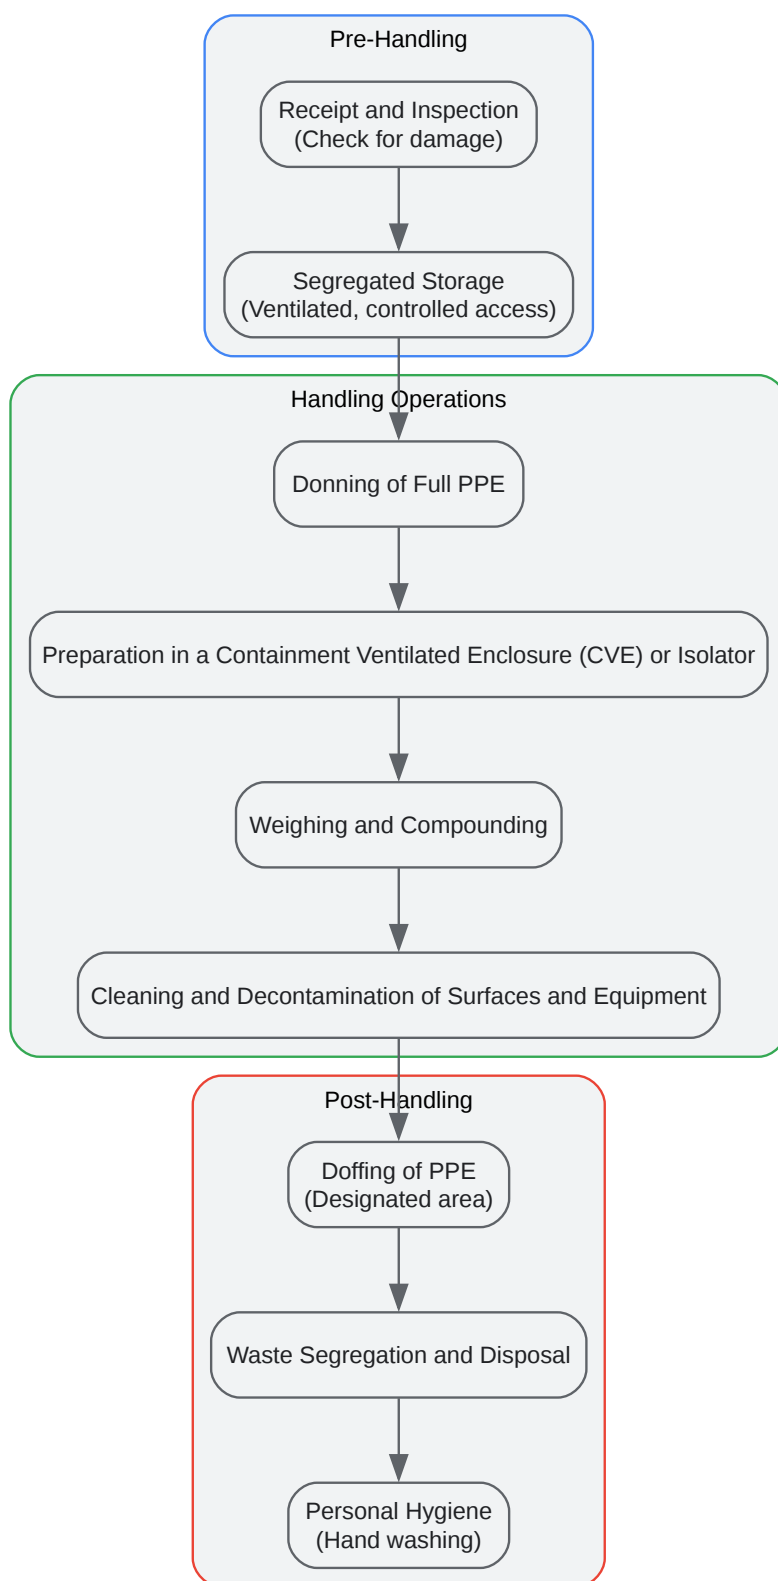 Pre-Handling
Receipt and Inspection
(Check for damage)
Segregated Storage
(Ventilated, controlled access)
Handling Operations
Donning of Full PPE
Preparation in a Containment Ventilated Enclosure (CVE) or Isolator
Weighing and Compounding
Cleaning and Decontamination of Surfaces and Equipment
Post-Handling
Doffing of PPE
(Designated area)
Waste Segregation and Disposal
Personal Hygiene
(Hand washing)